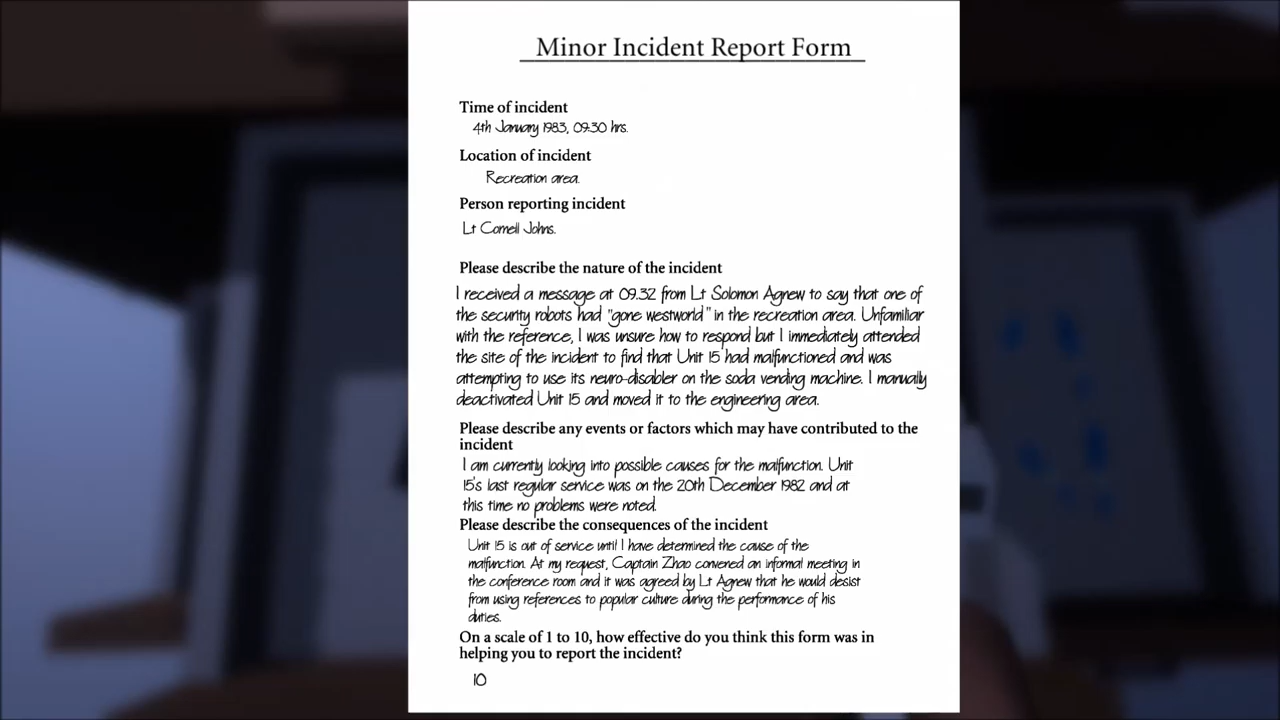 Minor Incident Report Form
Time of incident
4th January 1983, 09:30 hrs.
Location of incident
Recreation area.
Person reporting incident
Lt Cornell Johns.
Please describe the nature of the incident
I received a message at 09.32 from Lt Solomon Agnew to say that one of
the security robots had "gone westworld" in the recreation area. Unfamiliar
with the reference, I was unsure how to respond but I immediately attended
the site of the incident to find that Unit 15 had malfunctioned and was
attempting to use its neuro-disabler on the soda vending machine. I manually
deactivated Unit 15 and moved it to the engineering area.
Please describe any events or factors which may have contributed to the
incident
I am currently looking into possible causes for the malfunction. Unit
15's last regular service was on the 20th December 1982 and at
this time no problems were noted.
Please describe the consequences of the incident
Unit 15 is out of service until I have determined the cause of the
malfunction. At my request, Captain Zhao convened an informal meeting in
the conference room and it was agreed by Lt Agnew that he would desist
from using references to popular culture during the performance of his
duties.
On a scale of 1 to 10, how effective do you think this form was in
helping you to report the incident?
10